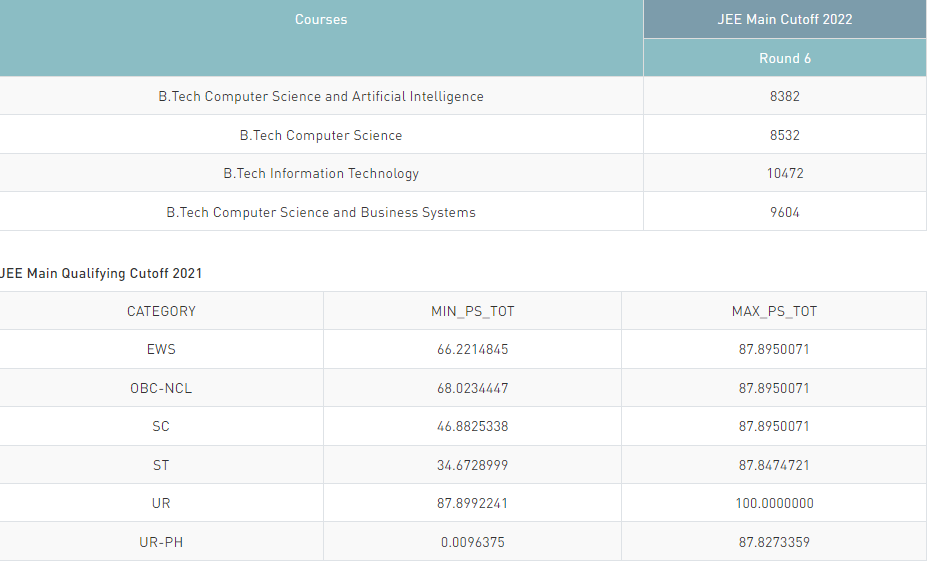 Courses JEE Main Cutoff 2022
Round 6
B.Tech Computer Science and Artificial Intelligence 8382
B.Tech Computer Science 8532
B.Tech Information Technology 10472
B.Tech Computer Science and Business Systems 9604
JEE Main Qualifying Cutoff 2021
CATEGORY MIN_PS_TOT MAX_PS_TOT
EWS 66.2214845 87.8950071
OBC-NCL 68.0234447 87.8950071
SC 46.8825338 87.8950071
ST 34.6728999 87.8474721
UR 87.8992241 100.0000000
UR-PH 0.0096375 87.8273359